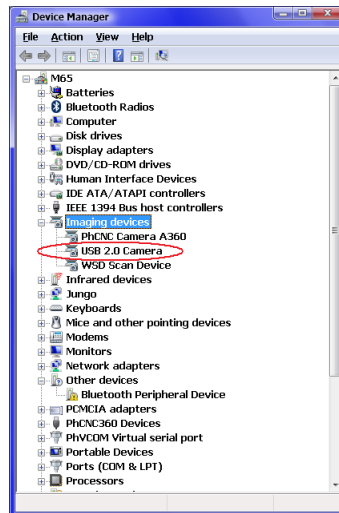 Device Manager
File Action View Help
M65
Batteries
Bluetooth Radios
Computer
Disk drives
Display adapters
DVD/CD-ROM drives
Human Interface Devices
IDE ATA/ATAPI controllers
IEEE 1394 Bus host controllers
Imaging devices
PhCNC Camera A360
USB 2.0 Camera
WSD Scan Device
Infrared devices
Jungo
Keyboards
Mice and other pointing devices
Modems
Monitors
Network adapters
Other devices
Bluetooth Peripheral Device
PCMCIA adapters
PhCNC360 Devices
PhVCOM Virtual serial port
Portable Devices
Ports (COM & LPT)
Processors